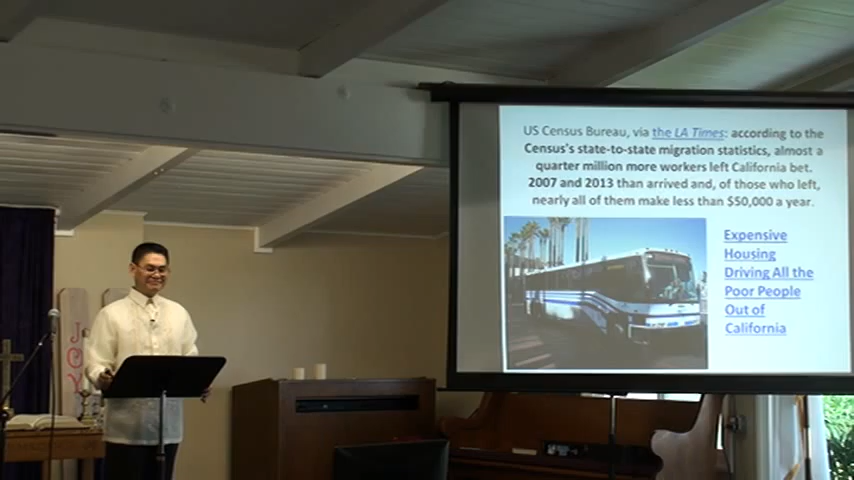 US Census Bureau, via the LA Times: according to the
Census's state-to-state migration statistics, almost a
quarter million more workers left California bet.
2007 and 2013 than arrived and, of those who left,
nearly all of them make less than $50,000 a year.
Expensive
Housing
Driving All the
Poor People
Out of
California
JOY